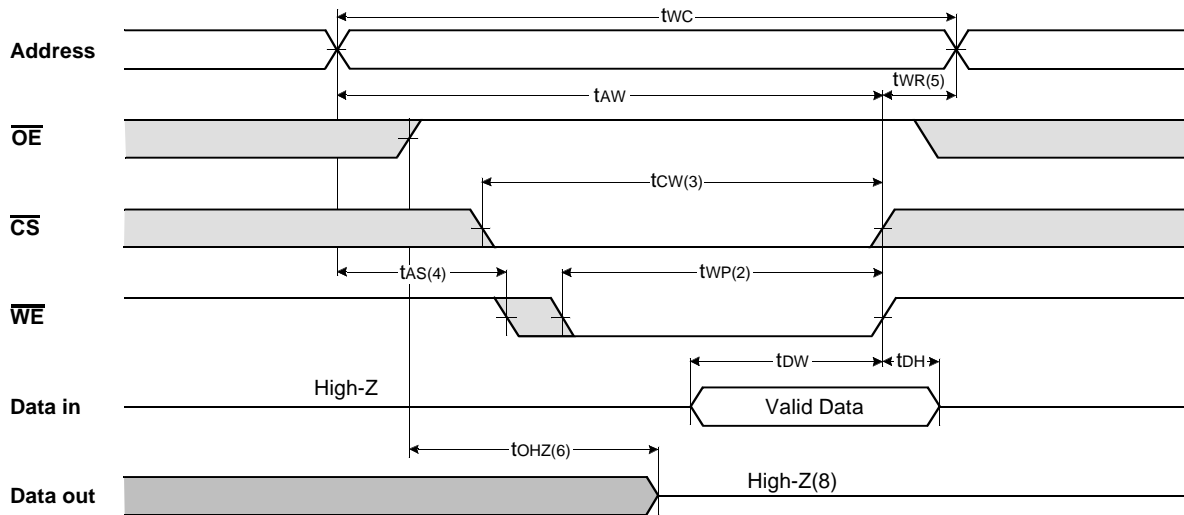 tWC
Address
tWR(5)
tAW
OE
tCW(3)
CS
tAS(4)
tWP(2)
WE
tDW
tDH
High-Z
Data in
Valid Data
tOHZ(6)
High-Z(8)
Data out